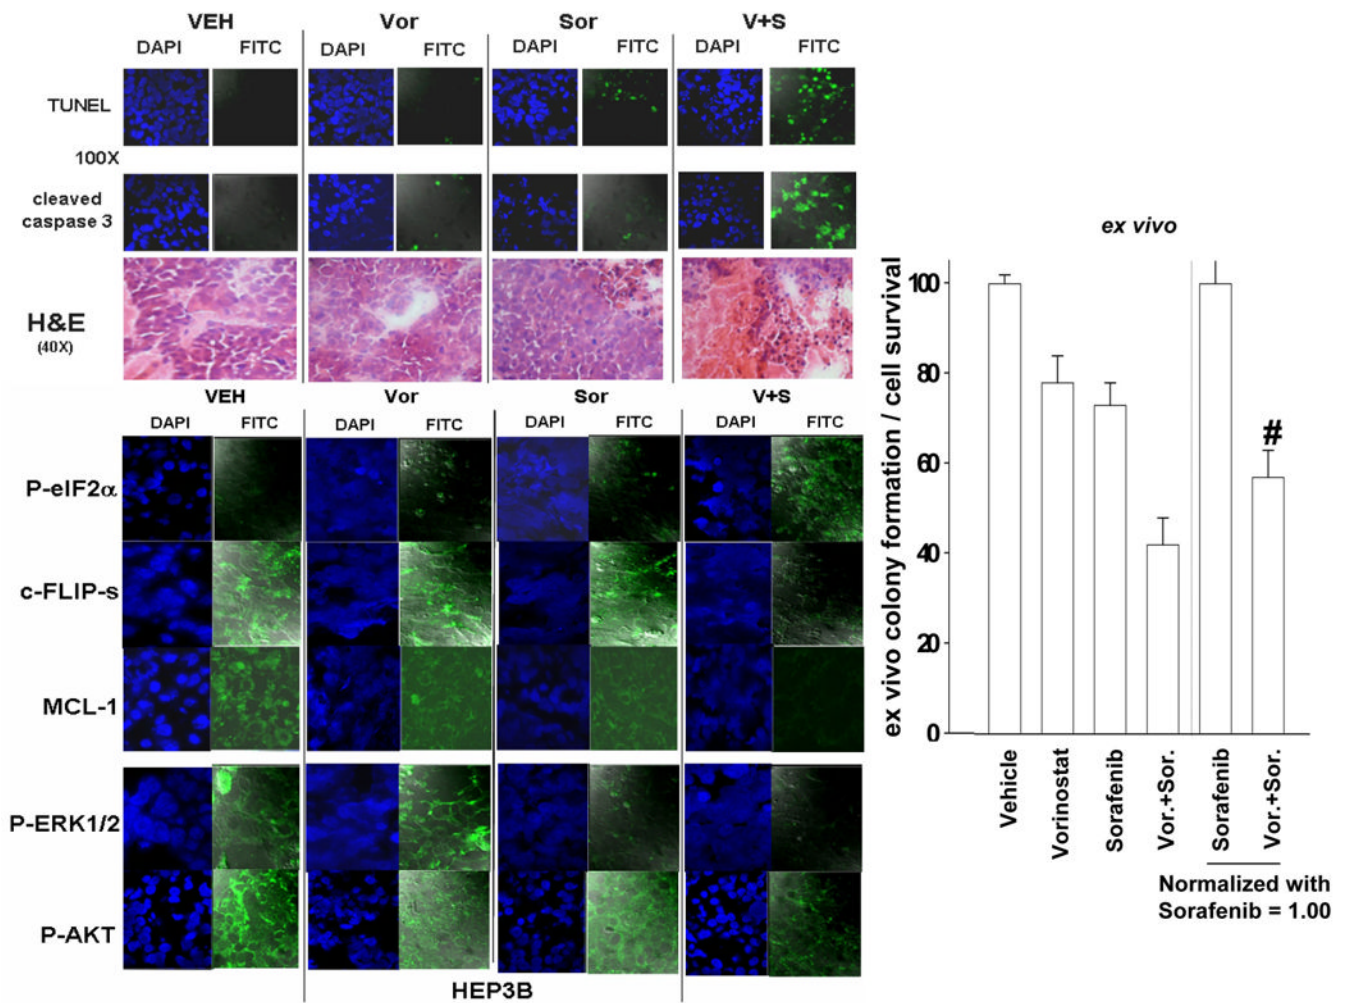 VEH Vor Sor V+S
DAPI FITC DAPI FITC DAPI FITC DAPI FITC
TUNEL
100X
cleaved
caspase 3
H&E
(40X)
VEH Vor Sor V+S
DAPI FITC DAPI FITC DAPI FITC DAPI FITC
P-eIF2α
c-FLIP-s
MCL-1
P-ERK1/2
P-AKT
HEP3B
ex vivo
ex vivo colony formation / cell survival
100
80
60
40
20
0
#
Vehicle
Vorinostat
Sorafenib
Vor.+Sor.
Sorafenib
Vor.+Sor.
Normalized with
Sorafenib = 1.00